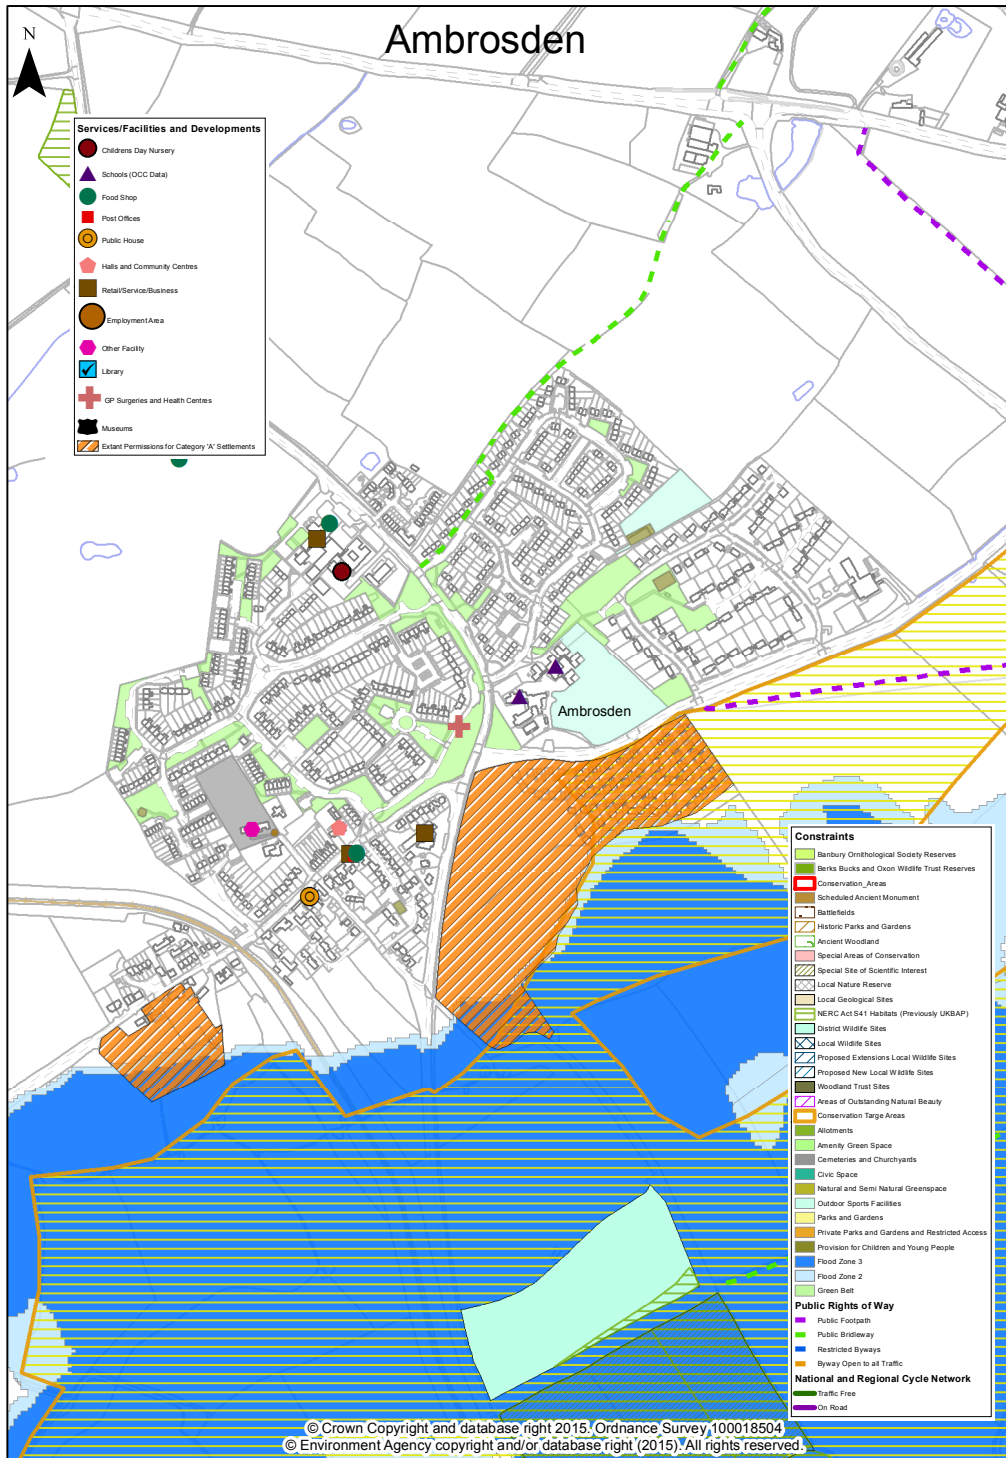 Ambrosden
N
Services/Facilities and Developments
Childrens Day Nursery
Schools (OCC Data)
Food Shop
Post Offices
Public House
Halls and Community Centres
Retail/Service/Business
Employment Area
Other Facility
Library
GP Surgeries and Health Centres
Museums
Extant Permissions for Category 'A' Settlements
Ambrosden
Constraints
Banbury Ornithological Society Reserves
Berks Bucks and Oxon Wildlife Trust Reserves
Conservation_Areas
Scheduled Ancient Monument
Battlefields
Historic Parks and Gardens
Ancient Woodland
Special Areas of Conservation
Special Site of Scientific Interest
Local Nature Reserve
Local Geological Sites
NERC Act S41 Habitats (Previously UKBAP)
District Wildlife Sites
Local Wildlife Sites
Proposed Extensions Local Wildlife Sites
Proposed New Local Wildlife Sites
Woodland Trust Sites
Areas of Outstanding Natural Beauty
Conservation Targe Areas
Allotments
Amenity Green Space
Cemeteries and Churchyards
Civic Space
Natural and Semi Natural Greenspace
Outdoor Sports Facilities
Parks and Gardens
Private Parks and Gardens and Restricted Access
Provision for Children and Young People
Flood Zone 3
Flood Zone 2
Green Belt
Public Rights of Way
Public Footpath
Public Bridleway
Restricted Byways
Byway Open to all Traffic
National and Regional Cycle Network
Traffic Free
On Road
© Crown Copyright and database right 2015. Ordnance Survey 100018504
© Environment Agency copyright and/or database right (2015). All rights reserved.